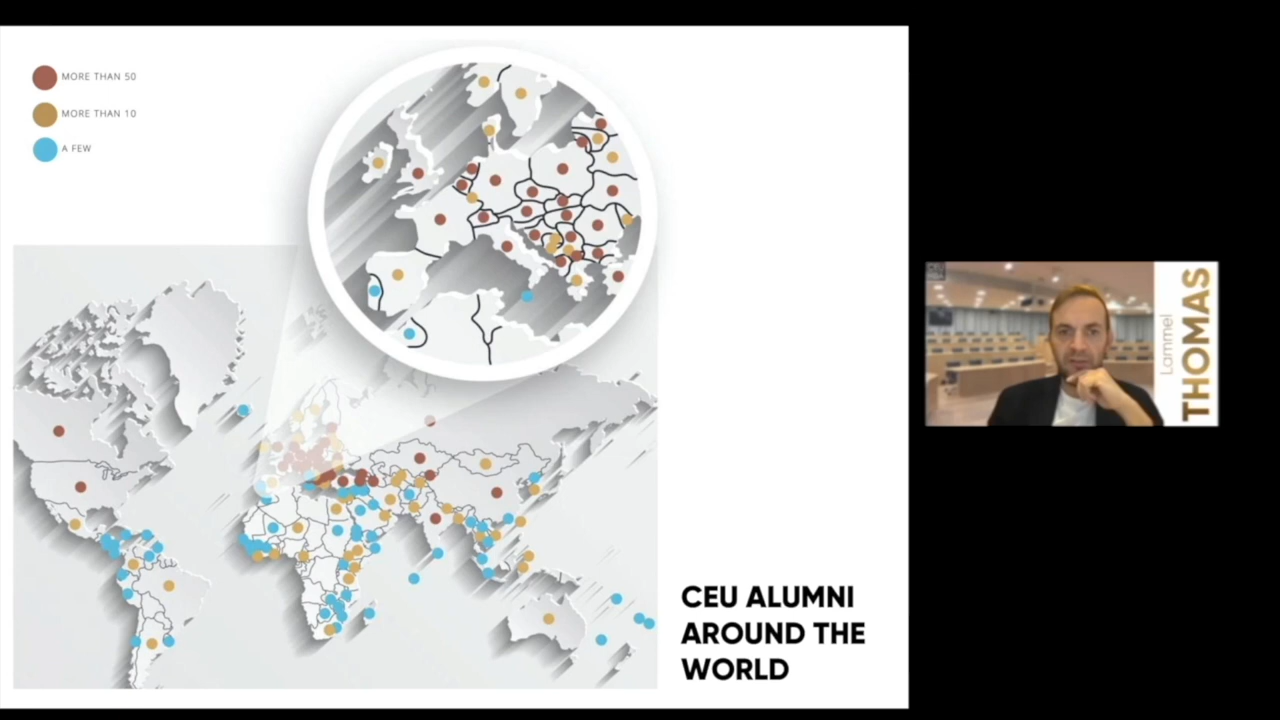 MORE THAN 50
MORE THAN 10
A FEW
CEU ALUMNI
AROUND THE
WORLD
Lammel
THOMAS